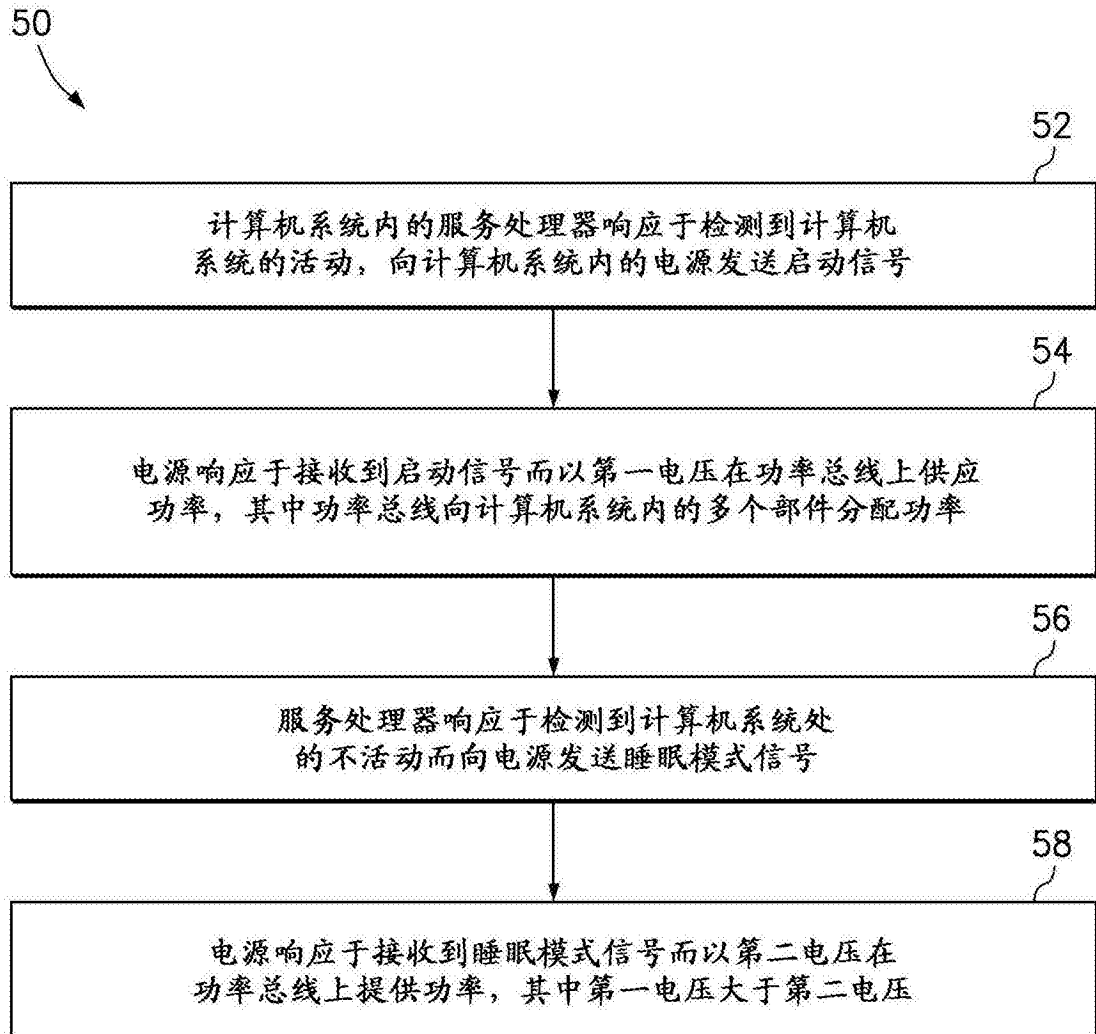 50
52
计算机系统内的服务处理器响应于检测到计算机
系统的活动，向计算机系统内的电源发送启动信号
54
电源响应于接收到启动信号而以第一电压在功率总线上供应
功率，其中功率总线向计算机系统内的多个部件分配功率
56
服务处理器响应于检测到计算机系统处
的不活动而向电源发送睡眠模式信号
58
电源响应于接收到睡眠模式信号而以第二电压在
功率总线上提供功率，其中第一电压大于第二电压